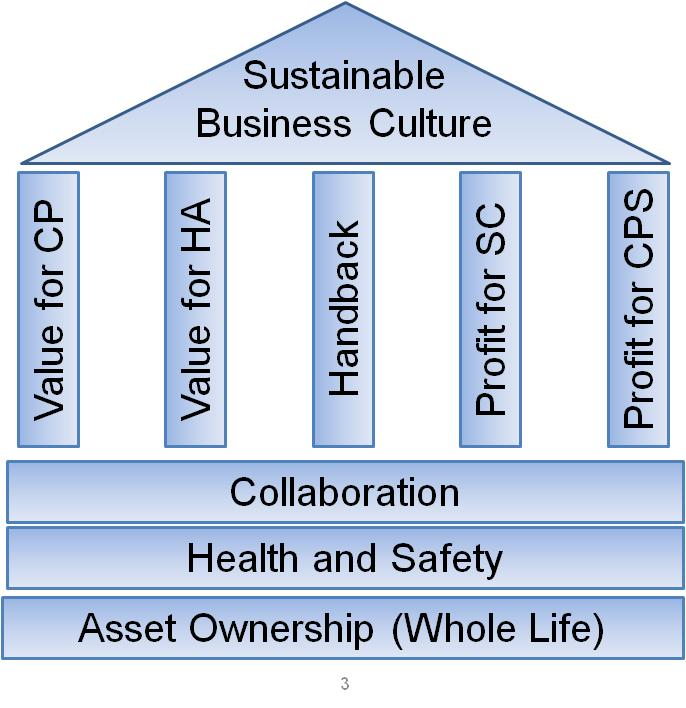 Sustainable
Business Culture
Value for CP
Value for HA
Handback
Profit for SC
Profit for CPS
Collaboration
Health and Safety
Asset Ownership (Whole Life)
3